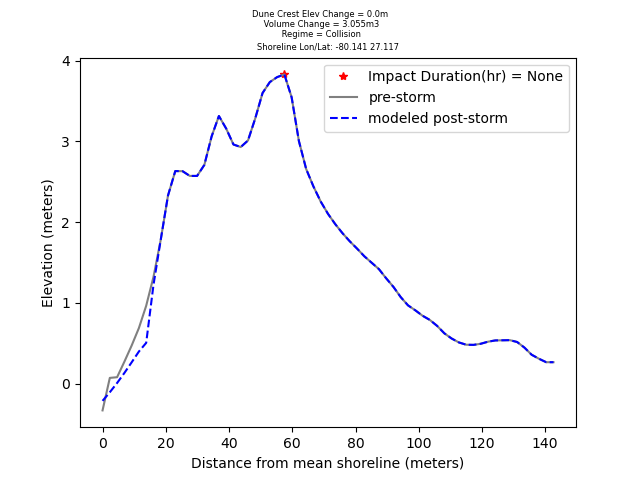 Dune Crest Elev Change = 0.0m
Volume Change = 3.055m3
Regime = Collision
Shoreline Lon/Lat: -80.141 27.117
Impact Duration(hr) = None
pre-storm
modeled post-storm
Elevation (meters)
4
3
2
1
0
0 20 40 60 80 100 120 140
Distance from mean shoreline (meters)